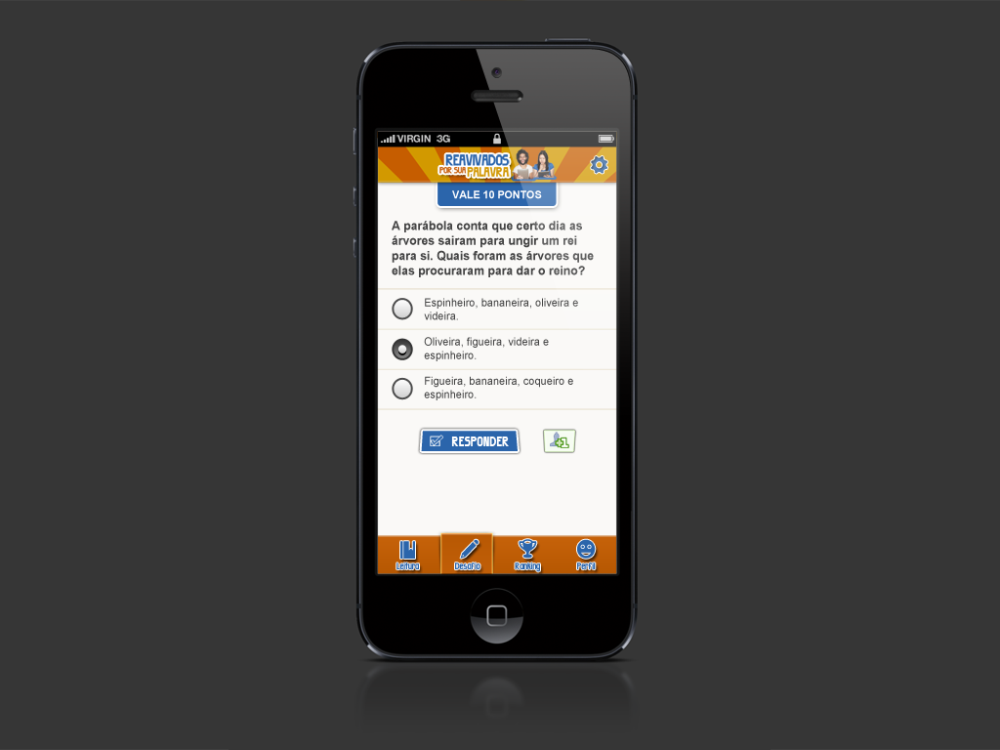 VIRGIN 3G
REAVIVADOS
POR SUA PALAVRA
VALE 10 PONTOS
A parábola conta que certo dia as
árvores sairam para ungir um rei
para si. Quais foram as árvores que
elas procuraram para dar o reino?
Espinheiro, bananeira, oliveira e
videira.
Oliveira, figueira, videira e
espinheiro.
Figueira, bananeira, coqueiro e
espinheiro.
RESPONDER
+1
Leitura Desafio Ranking Perfil